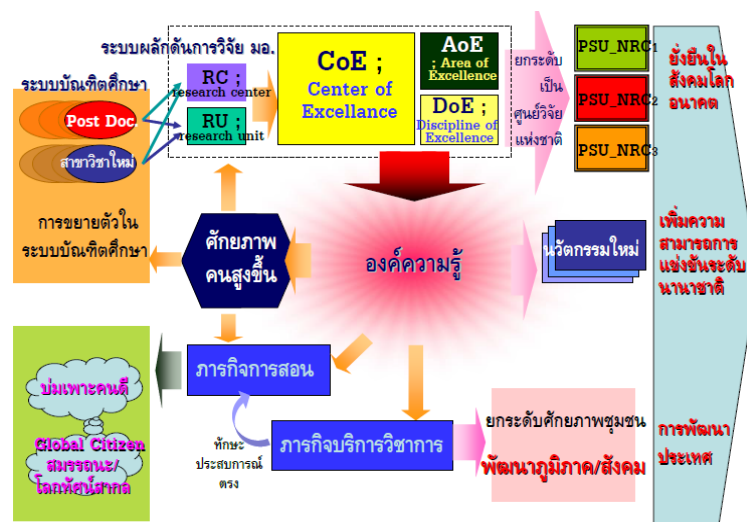 ระบบผลักดันการวิจัย มอ.
ระบบบัณฑิตศึกษา
Post Doc.
สาขาวิชาใหม่
การขยายตัวใน
ระบบบัณฑิตศึกษา
RC ;
research center
RU ;
research unit
CoE ;
Center of
Excellance
AoE
; Area of
Excellence
DoE ;
Discipline of
Excellence
ยกระดับ
เป็น
ศูนย์วิจัย
แห่งชาติ
PSU_NRC1
PSU_NRC2
PSU_NRC3
ยั่งยืนใน
สังคมโลก
อนาคต
ศักยภาพ
คนสูงขึ้น
องค์ความรู้
นวัตกรรมใหม่
เพิ่มความ
สามารถการ
แข่งขันระดับ
นานาชาติ
บ่มเพาะคนดี
Global Citizen
สมรรถนะ/
โลกทัศน์สากล
ภารกิจการสอน
ทักษะ
ประสบการณ์
ตรง
ภารกิจบริการวิชาการ
ยกระดับศักยภาพชุมชน
พัฒนาภูมิภาค/สังคม
การพัฒนา
ประเทศ